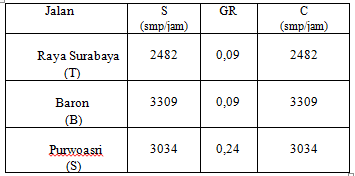 Jalan S GR C
(smp/jam) (smp/jam)
Raya Surabaya 2482 0,09 2482
(T)
Baron 3309 0,09 3309
(B)
Purwoasri 3034 0,24 3034
(S)